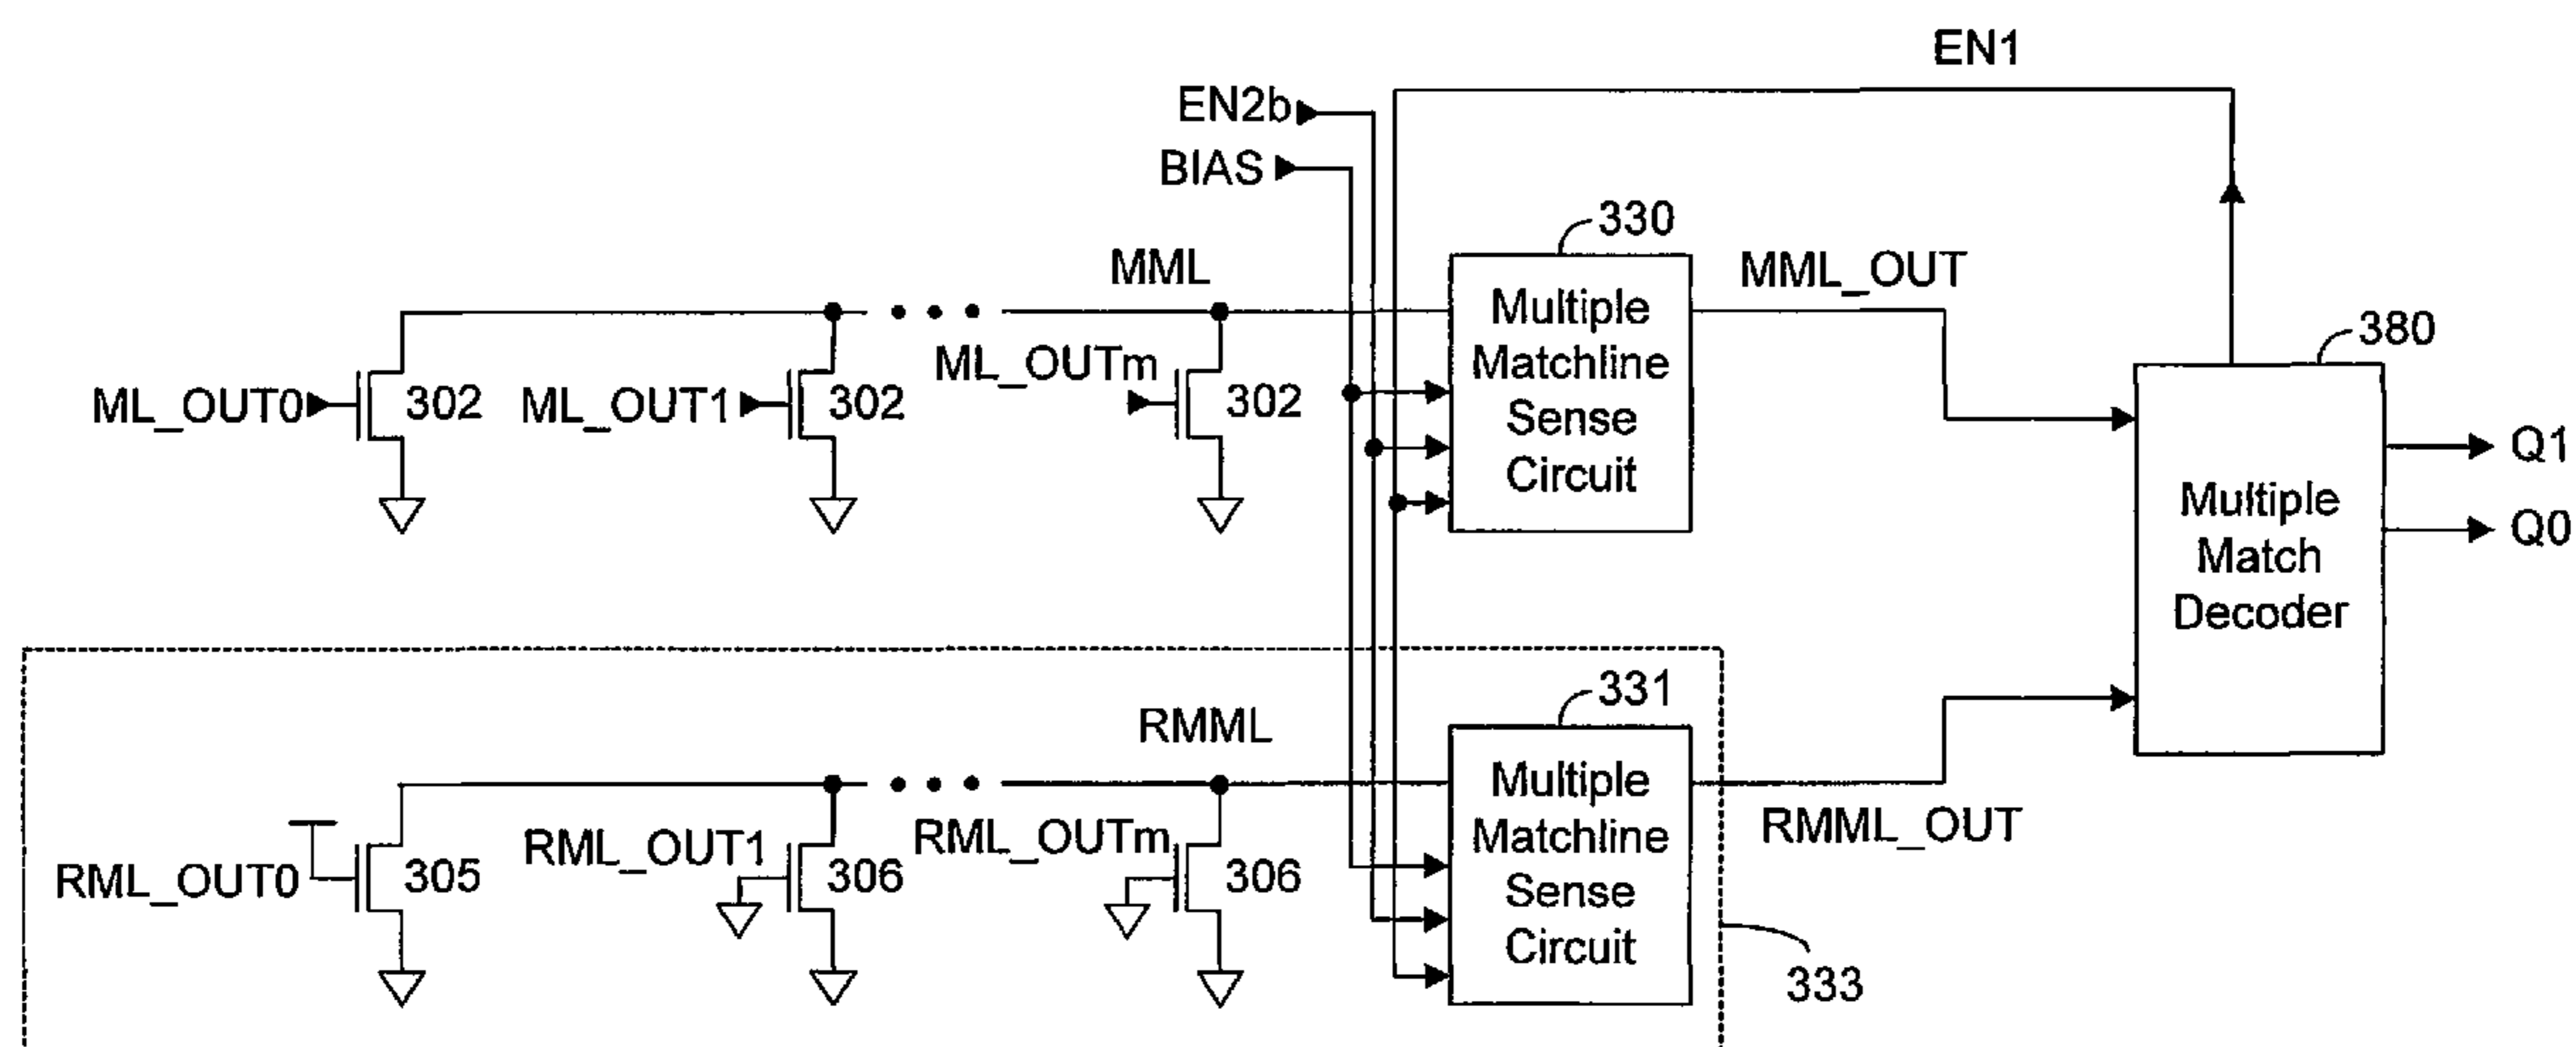 EN1
EN2b
BIAS
330
MML
MML_OUT
Multiple
Matchline
Sense
Circuit
380
ML_OUT0
302
ML_OUT1
302
ML_OUTm
302
Multiple
Match
Decoder
Q1
Q0
331
RMML
Multiple
Matchline
Sense
Circuit
RMML_OUT
RML_OUT0
305
RML_OUT1
306
RML_OUTm
306
333